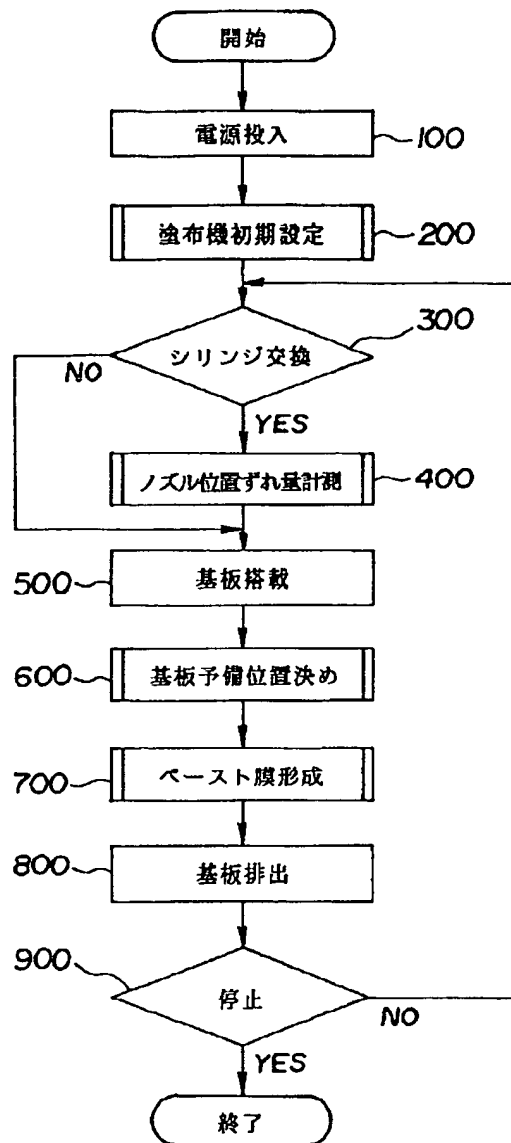 開始
電源投入
100
塗布機初期設定
200
シリンジ交換
300
NO
YES
ノズル位置ずれ量計測
400
500
基板搭載
600
基板予備位置決め
700
ペースト膜形成
800
基板排出
900
停止
NO
YES
終了